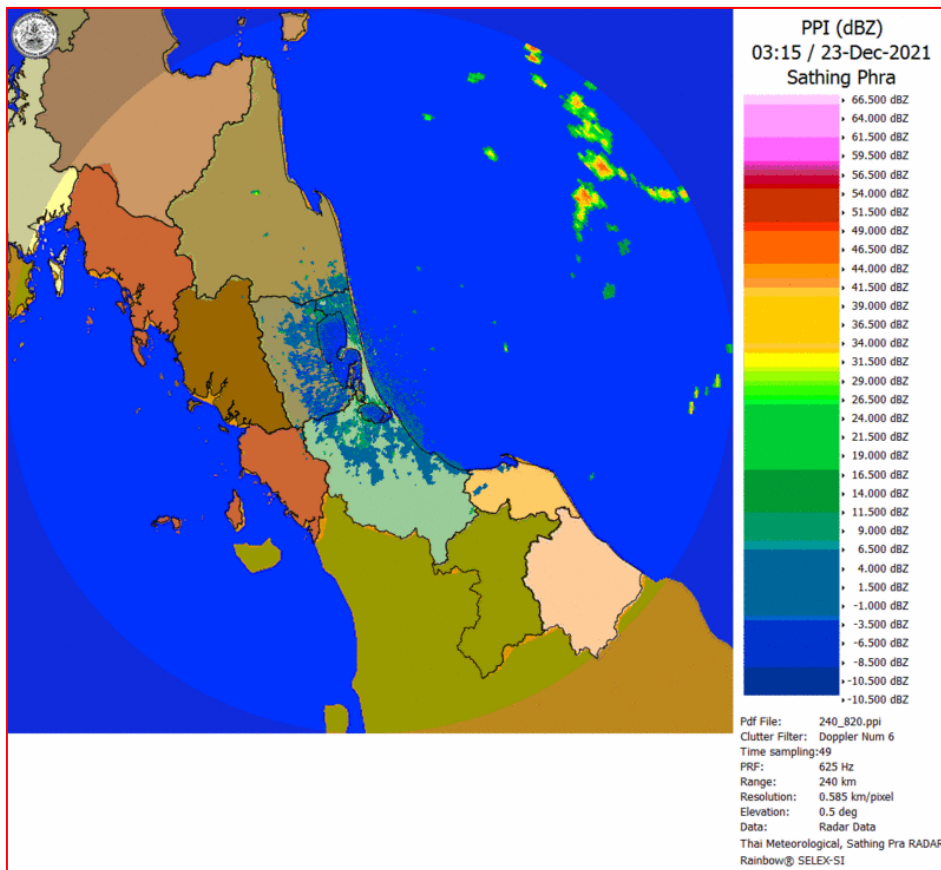 PPI (dBZ)
03:15 / 23-Dec-2021
Sathing Phra
66.500 dBZ
64.000 dBZ
61.500 dBZ
59.500 dBZ
56.500 dBZ
54.000 dBZ
51.500 dBZ
49.000 dBZ
46.500 dBZ
44.000 dBZ
41.500 dBZ
39.000 dBZ
36.500 dBZ
34.000 dBZ
31.500 dBZ
29.000 dBZ
26.500 dBZ
24.000 dBZ
21.500 dBZ
19.000 dBZ
16.500 dBZ
14.000 dBZ
11.500 dBZ
9.000 dBZ
6.500 dBZ
4.000 dBZ
1.500 dBZ
-1.000 dBZ
-3.500 dBZ
-6.500 dBZ
-8.500 dBZ
-10.500 dBZ
-10.500 dBZ
Pdf File: 240_820.ppi
Clutter Filter: Doppler Num 6
Time sampling:49
PRF: 625 Hz
Range: 240 km
Resolution: 0.585 km/pixel
Elevation: 0.5 deg
Data: Radar Data
Thai Meteorological, Sathing Pra RADAR
Rainbow® SELEX-SI